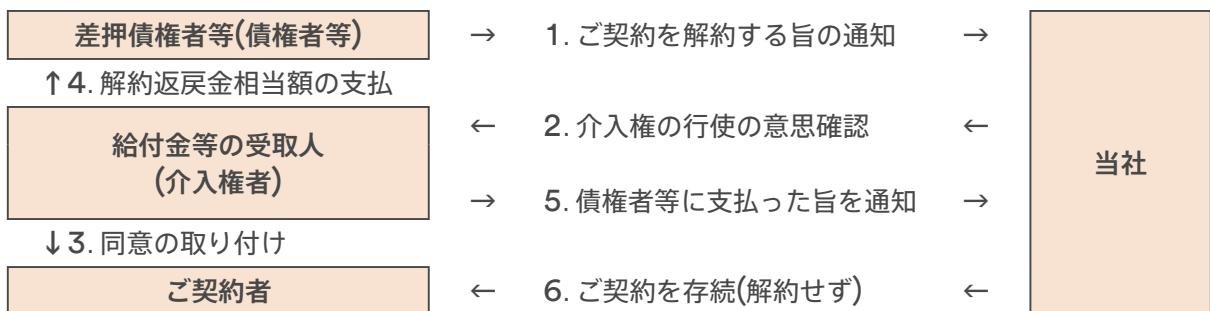 差押債権者等(債権者等) → 1. ご契約を解約する旨の通知 →
↑4. 解約返戻金相当額の支払
給付金等の受取人
(介入権者)
← 2. 介入権の行使の意思確認 ←
当社
→ 5. 債権者等に支払った旨を通知 →
↓3. 同意の取り付け
ご契約者 ← 6. ご契約を存続(解約せず) ←